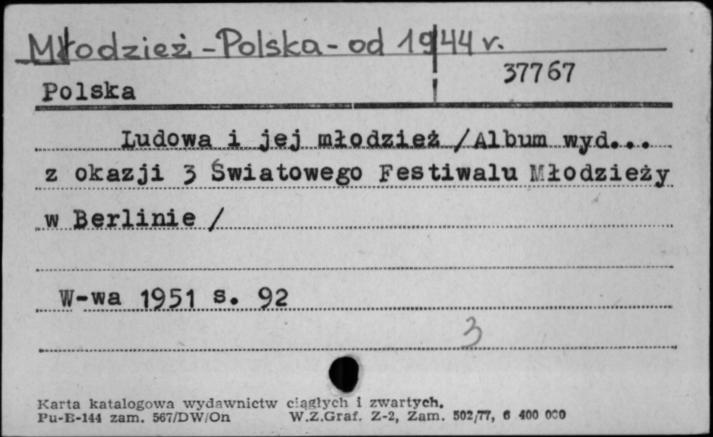 Młodzież - Polska - od 1944 r.
37767
Polska
Ludowa i jej młodzież /Album wyd...
z okazji 3 Światowego Festiwalu Młodzieży
w Berlinie /
W-wa 1951 s. 92
3
Karta katalogowa wydawnictw ciągłych i zwartych.
Pu-E-144 zam. 567/DW/On W.Z.Graf. Z-2, Zam. 502/77, 6 400 000